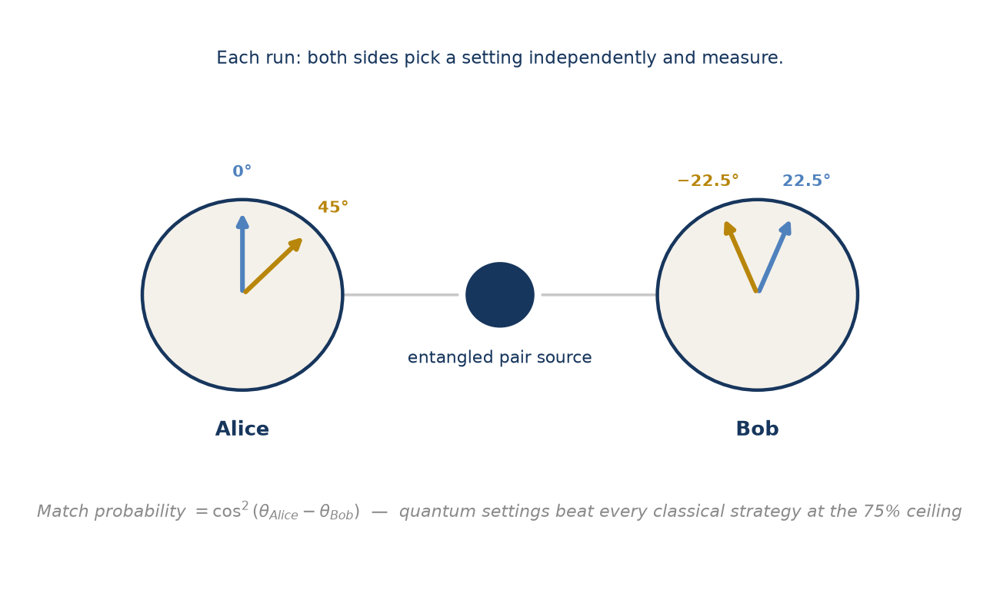 Each run: both sides pick a setting independently and measure.
0°
45°
−22.5°
22.5°
entangled pair source
Alice
Bob
Match probability = cos² (θ_Alice − θ_Bob) — quantum settings beat every classical strategy at the 75% ceiling